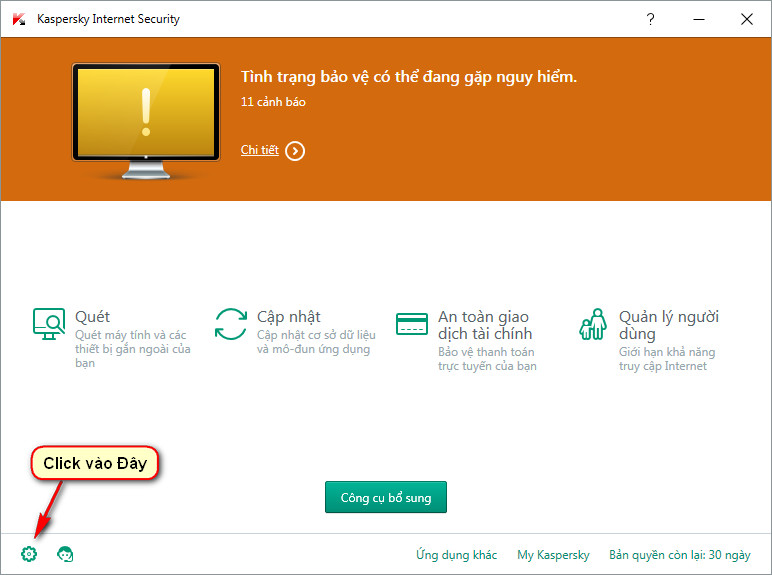 Kaspersky Internet Security
?
Tình trạng bảo vệ có thể đang gặp nguy hiểm.
11 cảnh báo
Chi tiết
Quét
Quét máy tính và các
thiết bị gắn ngoài của
bạn
Cập nhật
Cập nhật cơ sở dữ liệu
và mô-đun ứng dụng
An toàn giao
dịch tài chính
Bảo vệ thanh toán
trực tuyến của bạn
Quản lý người
dùng
Giới hạn khả năng
truy cập Internet
Click vào Đây
Công cụ bổ sung
Ứng dụng khác
My Kaspersky
Bản quyền còn lại: 30 ngày